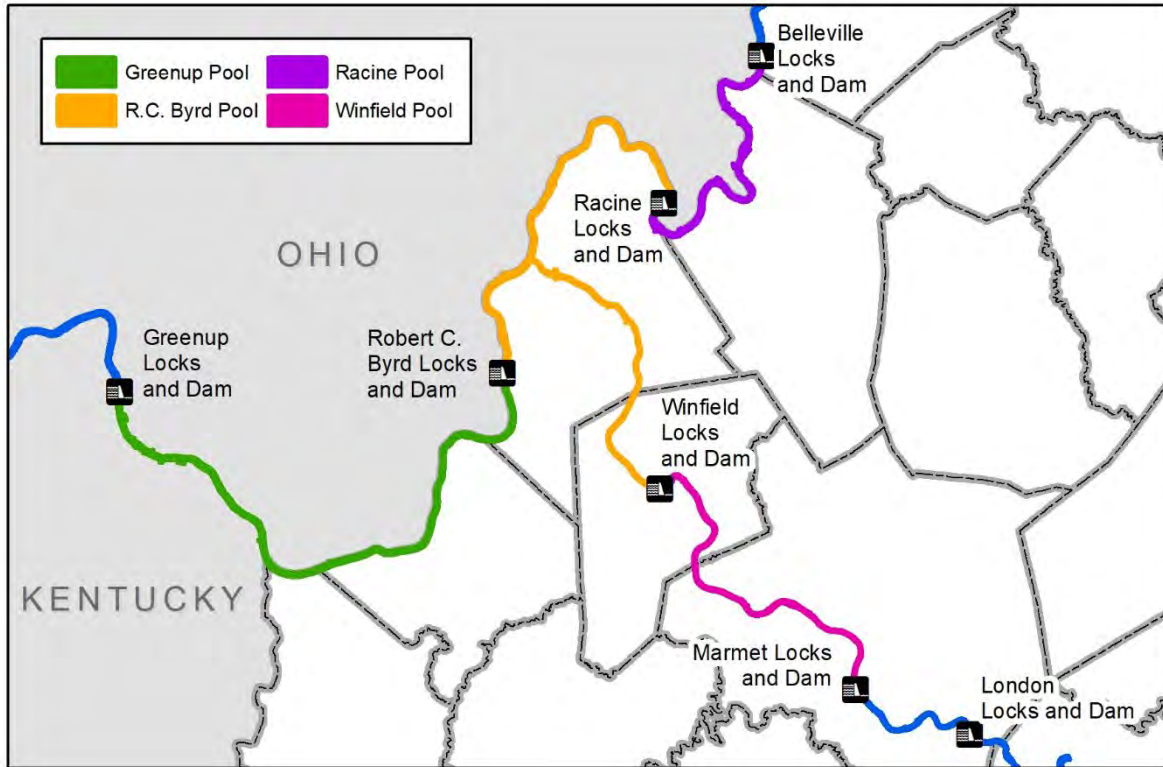 Greenup Pool
Racine Pool
R.C. Byrd Pool
Winfield Pool
Belleville
Locks
and Dam
Racine
Locks
and Dam
OHIO
Greenup
Locks
and Dam
Robert C.
Byrd Locks
and Dam
Winfield
Locks
and Dam
KENTUCKY
Marmet Locks
and Dam
London
Locks and Dam